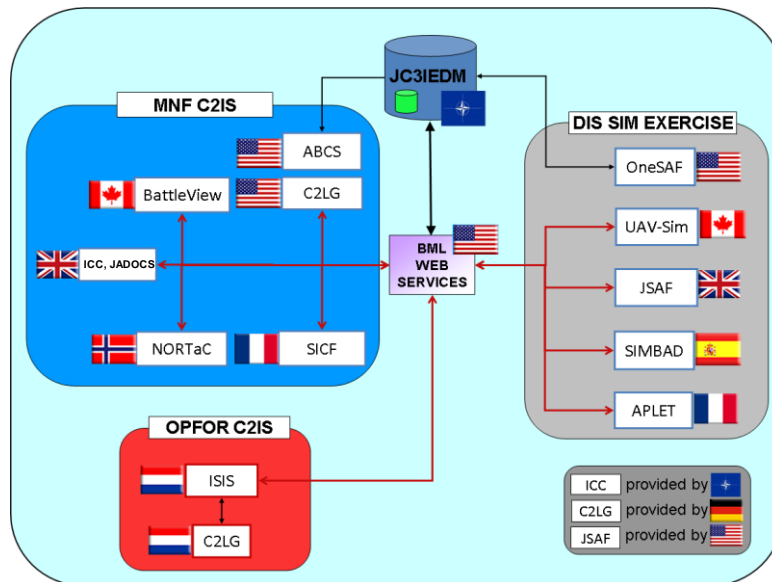 JC3IEDM
MNF C2IS
ABCS
BattleView
C2LG
ICC, JADOCS
NORTaC
SICF
BML
WEB
SERVICES
DIS SIM EXERCISE
OneSAF
UAV-Sim
JSAF
SIMBAD
APLET
OPFOR C2IS
ISIS
C2LG
ICC provided by
C2LG provided by
JSAF provided by